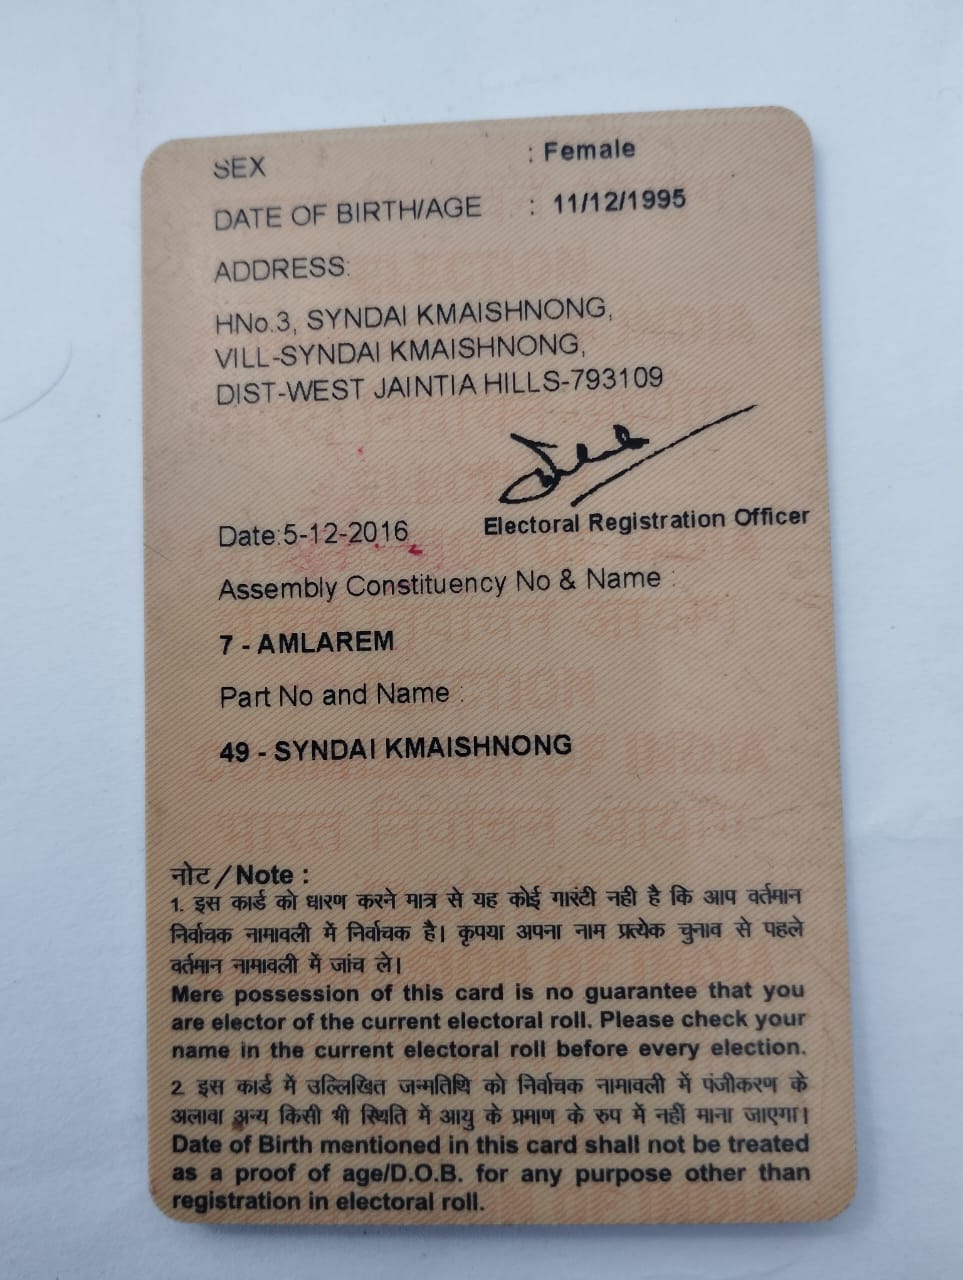 SEX : Female
DATE OF BIRTH/AGE : 11/12/1995
ADDRESS:
HNo.3, SYNDAI KMAISHNONG,
VILL-SYNDAI KMAISHNONG,
DIST-WEST JAINTIA HILLS-793109
Date:5-12-2016 Electoral Registration Officer
Assembly Constituency No & Name :
7 - AMLAREM
Part No and Name :
49 - SYNDAI KMAISHNONG
नोट/Note :
1. इस कार्ड को धारण करने मात्र से यह कोई गारंटी नही है कि आप वर्तमान
निर्वाचक नामावली में निर्वाचक है। कृपया अपना नाम प्रत्येक चुनाव से पहले
वर्तमान नामावली में जांच ले।
Mere possession of this card is no guarantee that you
are elector of the current electoral roll. Please check your
name in the current electoral roll before every election.
2. इस कार्ड में उल्लिखित जन्मतिथि को निर्वाचक नामावली में पंजीकरण के
अलावा अन्य किसी भी स्थिति में आयु के प्रमाण के रुप में नहीं माना जाएगा।
Date of Birth mentioned in this card shall not be treated
as a proof of age/D.O.B. for any purpose other than
registration in electoral roll.